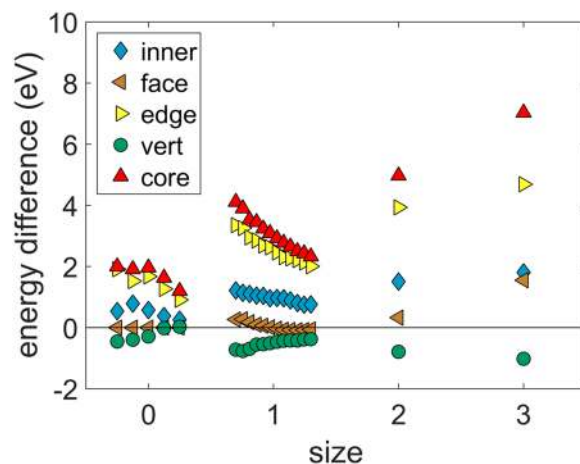 10
8
6
4
2
0
-2
energy difference (eV)
inner
face
edge
vert
core
0
1
2
3
size